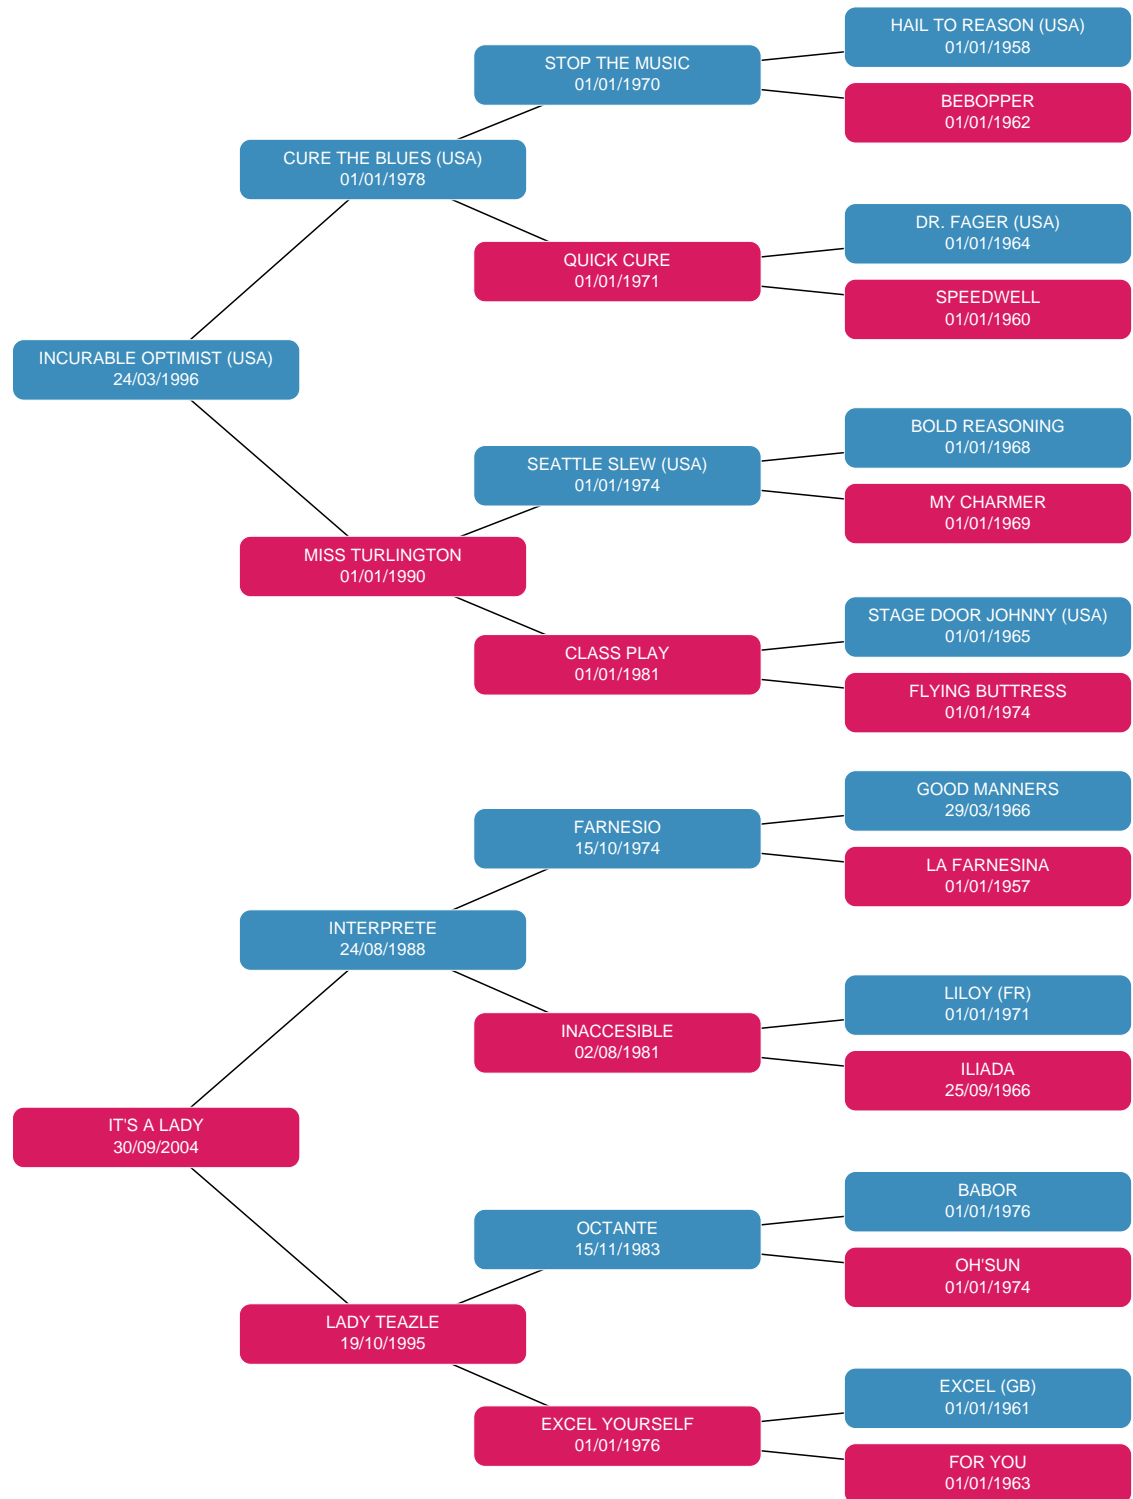 HAIL TO REASON (USA)
01/01/1958
STOP THE MUSIC
01/01/1970
BEBOPPER
01/01/1962
CURE THE BLUES (USA)
01/01/1978
DR. FAGER (USA)
01/01/1964
QUICK CURE
01/01/1971
SPEEDWELL
01/01/1960
INCURABLE OPTIMIST (USA)
24/03/1996
BOLD REASONING
01/01/1968
SEATTLE SLEW (USA)
01/01/1974
MY CHARMER
01/01/1969
MISS TURLINGTON
01/01/1990
STAGE DOOR JOHNNY (USA)
01/01/1965
CLASS PLAY
01/01/1981
FLYING BUTTRESS
01/01/1974
GOOD MANNERS
29/03/1966
FARNESIO
15/10/1974
LA FARNESINA
01/01/1957
INTERPRETE
24/08/1988
LILOY (FR)
01/01/1971
INACCESIBLE
02/08/1981
ILIADA
25/09/1966
IT'S A LADY
30/09/2004
BABOR
01/01/1976
OCTANTE
15/11/1983
OH'SUN
01/01/1974
LADY TEAZLE
19/10/1995
EXCEL (GB)
01/01/1961
EXCEL YOURSELF
01/01/1976
FOR YOU
01/01/1963